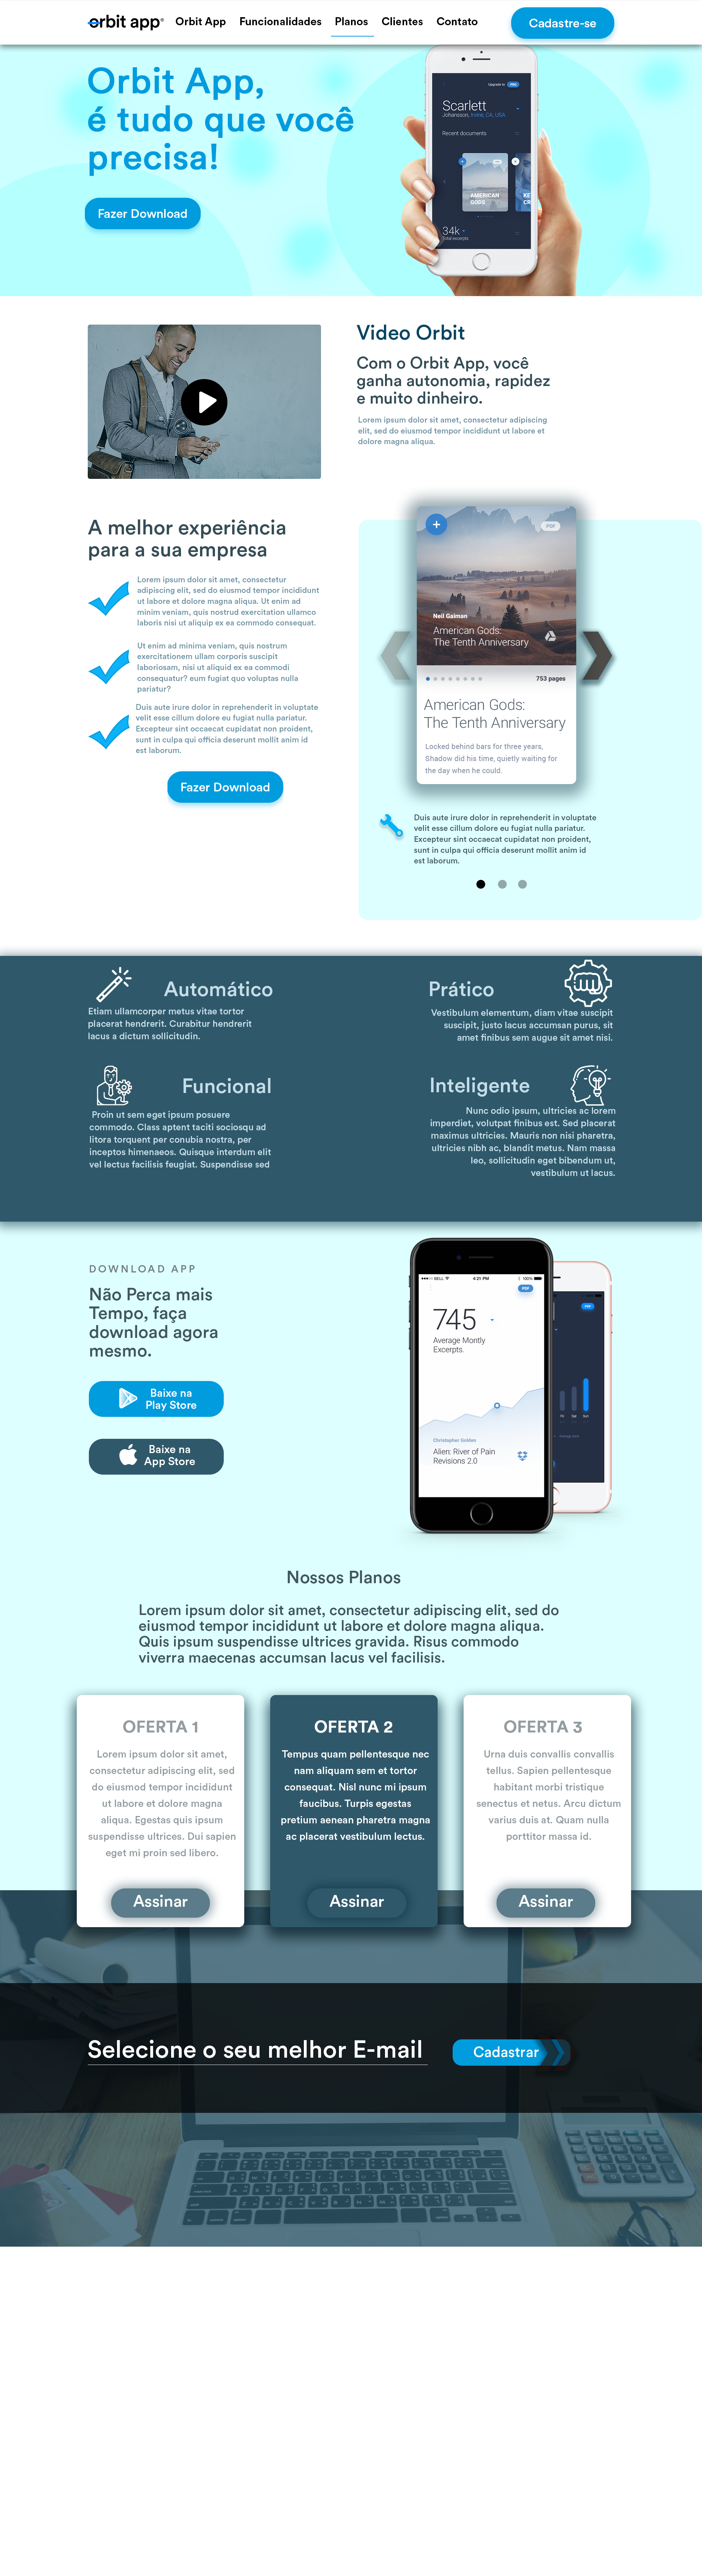 orbit app®
Orbit App Funcionalidades Planos Clientes Contato
Cadastre-se
Orbit App,
é tudo que você
precisa!
Fazer Download
Upgrade to PRO
Scarlett
Johansson, Irvine, CA, USA
Recent documents
AMERICAN
GODS
KE
CR
34k
Total excerpts
Video Orbit
Com o Orbit App, você
ganha autonomia, rapidez
e muito dinheiro.
Lorem ipsum dolor sit amet, consectetur adipiscing
elit, sed do eiusmod tempor incididunt ut labore et
dolore magna aliqua.
A melhor experiência
para a sua empresa
Lorem ipsum dolor sit amet, consectetur
adipiscing elit, sed do eiusmod tempor incididunt
ut labore et dolore magna aliqua. Ut enim ad
minim veniam, quis nostrud exercitation ullamco
laboris nisi ut aliquip ex ea commodo consequat.
Ut enim ad minima veniam, quis nostrum
exercitationem ullam corporis suscipit
laboriosam, nisi ut aliquid ex ea commodi
consequatur? eum fugiat quo voluptas nulla
pariatur?
Duis aute irure dolor in reprehenderit in voluptate
velit esse cillum dolore eu fugiat nulla pariatur.
Excepteur sint occaecat cupidatat non proident,
sunt in culpa qui officia deserunt mollit anim id
est laborum.
Fazer Download
PDF
Neil Gaiman
American Gods:
The Tenth Anniversary
753 pages
American Gods:
The Tenth Anniversary
Locked behind bars for three years,
Shadow did his time, quietly waiting for
the day when he could.
Duis aute irure dolor in reprehenderit in voluptate
velit esse cillum dolore eu fugiat nulla pariatur.
Excepteur sint occaecat cupidatat non proident,
sunt in culpa qui officia deserunt mollit anim id
est laborum.
Automático
Etiam ullamcorper metus vitae tortor
placerat hendrerit. Curabitur hendrerit
lacus a dictum sollicitudin.
Prático
Vestibulum elementum, diam vitae suscipit
suscipit, justo lacus accumsan purus, sit
amet finibus sem augue sit amet nisi.
Funcional
Proin ut sem eget ipsum posuere
commodo. Class aptent taciti sociosqu ad
litora torquent per conubia nostra, per
inceptos himenaeos. Quisque interdum elit
vel lectus facilisis feugiat. Suspendisse sed
Inteligente
Nunc odio ipsum, ultricies ac lorem
imperdiet, volutpat finibus est. Sed placerat
maximus ultricies. Mauris non nisi pharetra,
ultricies nibh ac, blandit metus. Nam massa
leo, sollicitudin eget bibendum ut,
vestibulum ut lacus.
DOWNLOAD APP
Não Perca mais
Tempo, faça
download agora
mesmo.
Baixe na
Play Store
Baixe na
App Store
BELL 4:21 PM 100%
PDF
745
Average Montly
Excerpts.
Christopher Golden
Alien: River of Pain
Revisions 2.0
PDF
Fri Sat Sun
Nossos Planos
Lorem ipsum dolor sit amet, consectetur adipiscing elit, sed do
eiusmod tempor incididunt ut labore et dolore magna aliqua.
Quis ipsum suspendisse ultrices gravida. Risus commodo
viverra maecenas accumsan lacus vel facilisis.
OFERTA 1
Lorem ipsum dolor sit amet,
consectetur adipiscing elit, sed
do eiusmod tempor incididunt
ut labore et dolore magna
aliqua. Egestas quis ipsum
suspendisse ultrices. Dui sapien
eget mi proin sed libero.
Assinar
OFERTA 2
Tempus quam pellentesque nec
nam aliquam sem et tortor
consequat. Nisl nunc mi ipsum
faucibus. Turpis egestas
pretium aenean pharetra magna
ac placerat vestibulum lectus.
Assinar
OFERTA 3
Urna duis convallis convallis
tellus. Sapien pellentesque
habitant morbi tristique
senectus et netus. Arcu dictum
varius duis at. Quam nulla
porttitor massa id.
Assinar
Selecione o seu melhor E-mail
Cadastrar